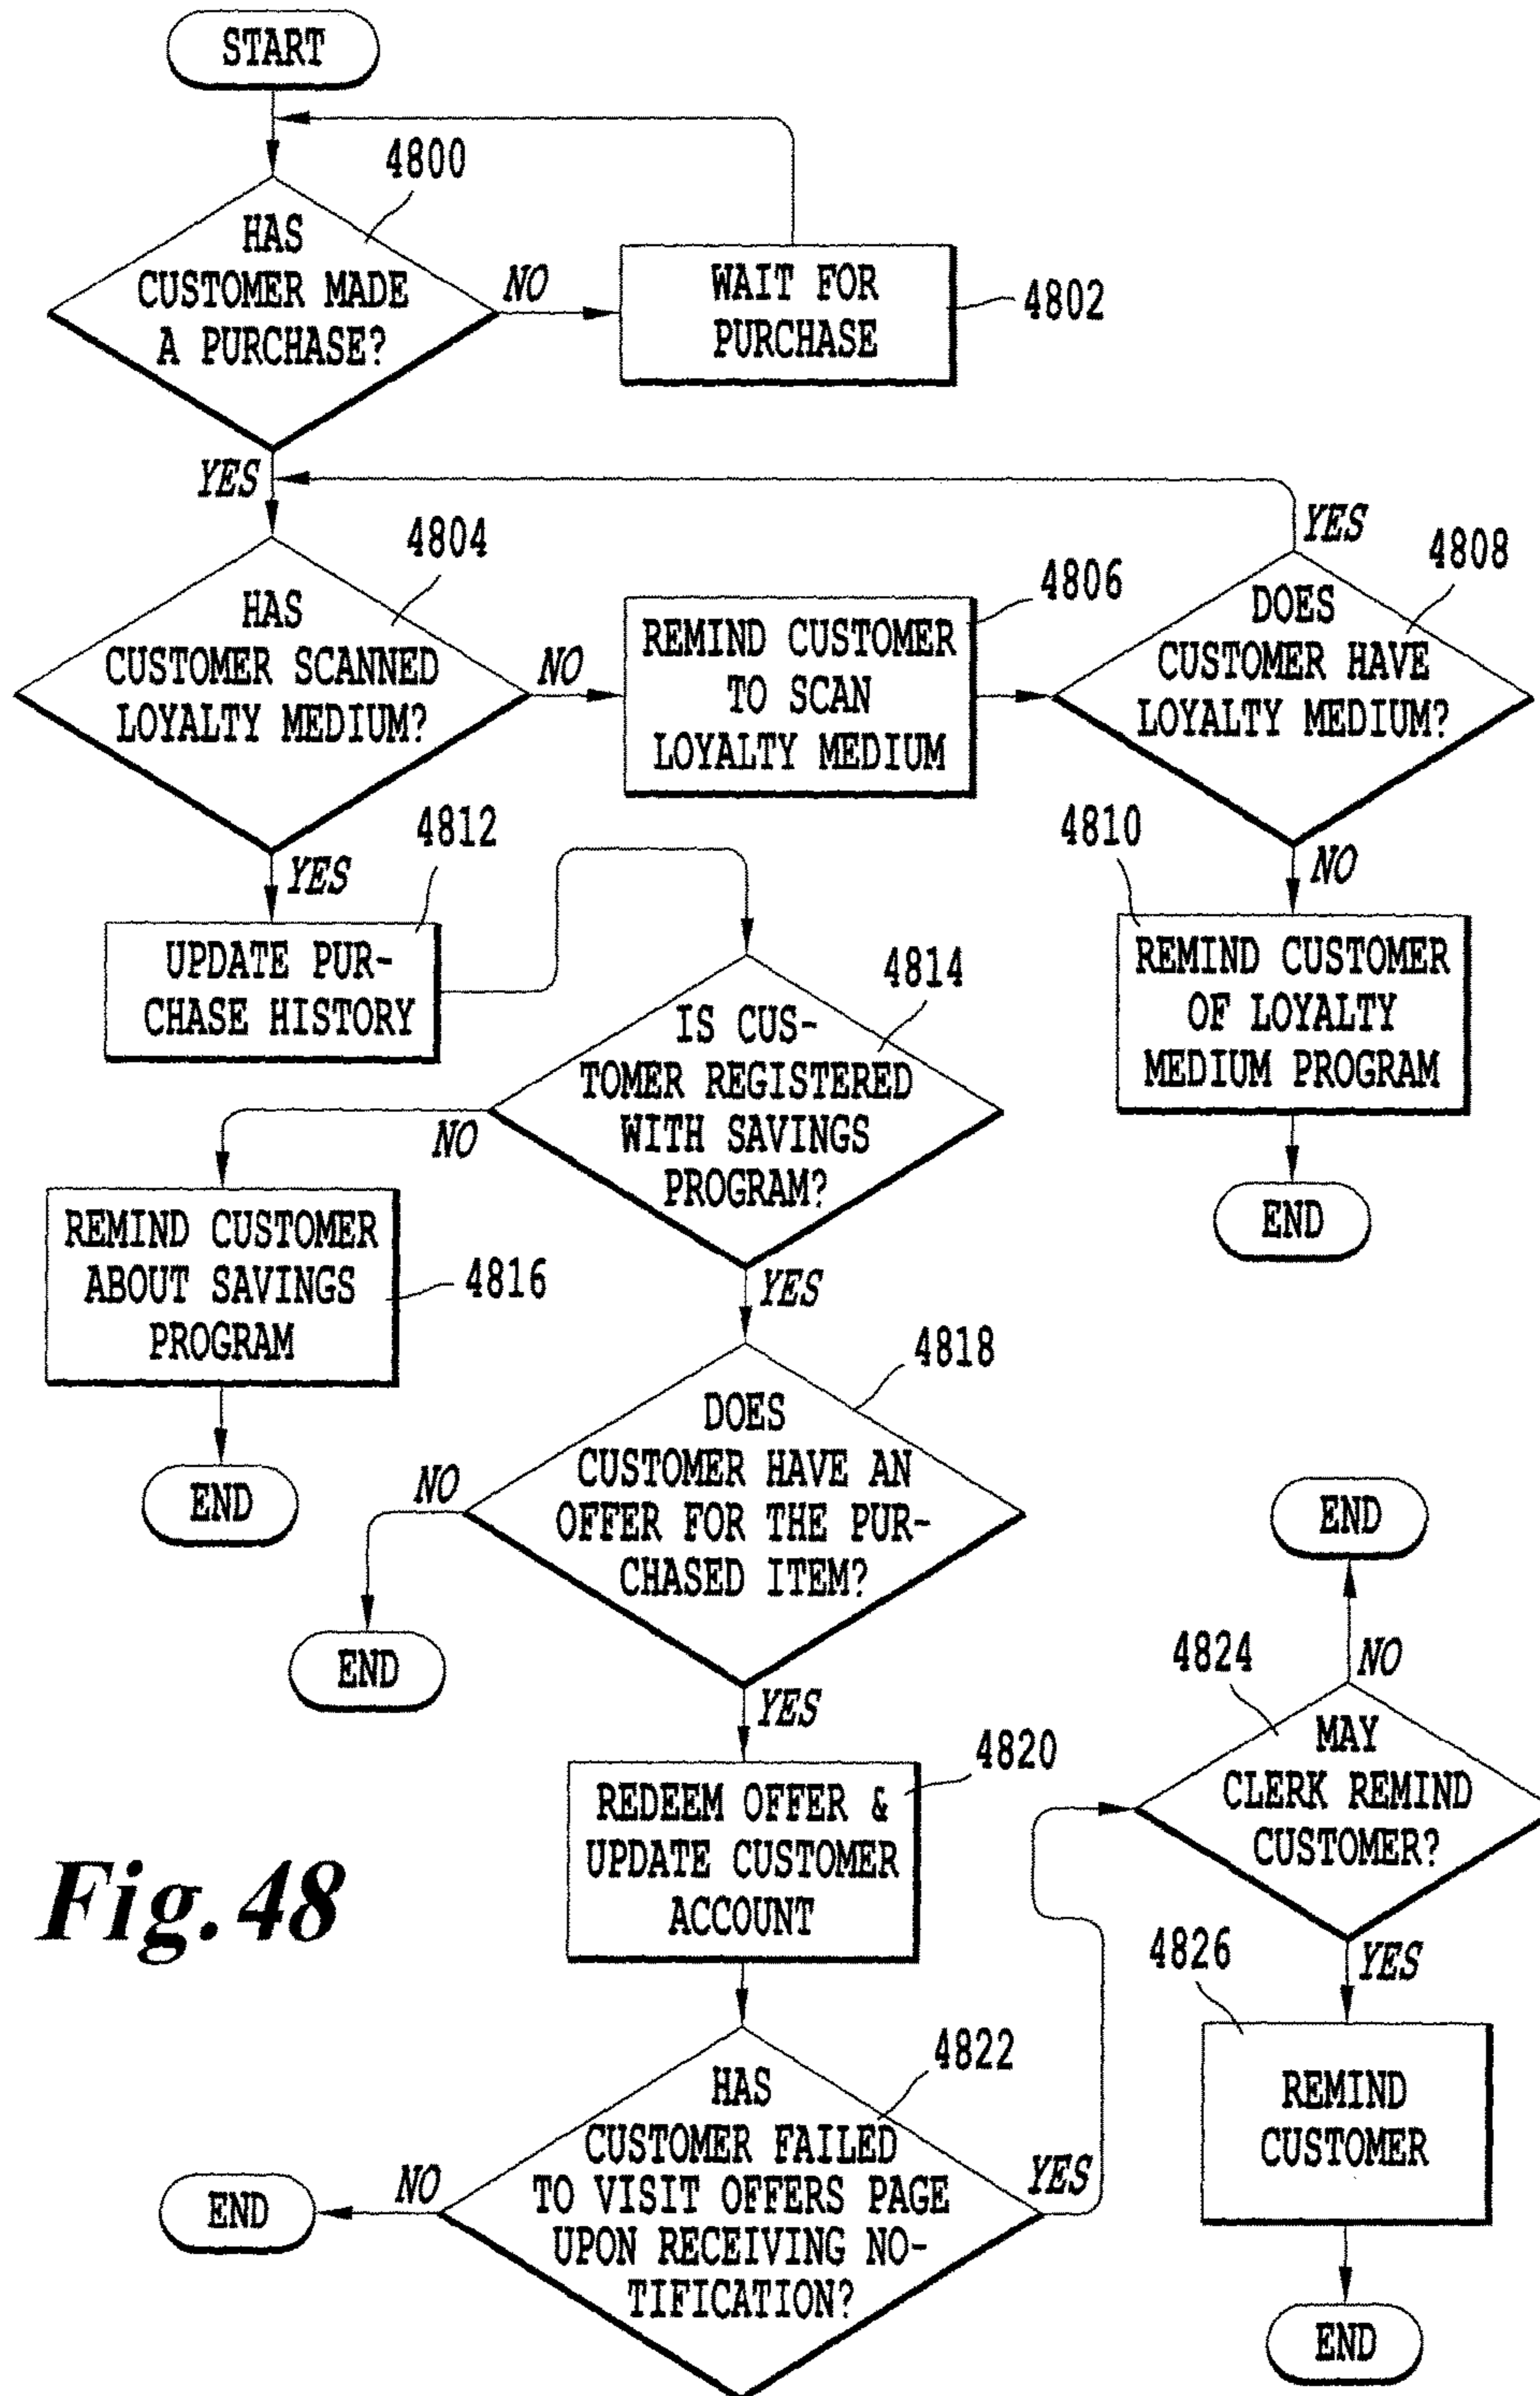 START
4800
HAS
CUSTOMER MADE
A PURCHASE?
NO
WAIT FOR
PURCHASE
4802
YES
4804
HAS
CUSTOMER SCANNED
LOYALTY MEDIUM?
NO
4806
REMIND CUSTOMER
TO SCAN
LOYALTY MEDIUM
YES
4808
DOES
CUSTOMER HAVE
LOYALTY MEDIUM?
4810
NO
REMIND CUSTOMER
OF LOYALTY
MEDIUM PROGRAM
END
YES
4812
UPDATE PUR-
CHASE HISTORY
4814
IS CUS-
TOMER REGISTERED
WITH SAVINGS
PROGRAM?
NO
REMIND CUSTOMER
ABOUT SAVINGS
PROGRAM
4816
END
YES
4818
DOES
CUSTOMER HAVE AN
OFFER FOR THE PUR-
CHASED ITEM?
NO
END
YES
4820
REDEEM OFFER &
UPDATE CUSTOMER
ACCOUNT
4822
HAS
CUSTOMER FAILED
TO VISIT OFFERS PAGE
UPON RECEIVING NO-
TIFICATION?
NO
END
YES
END
NO
4824
MAY
CLERK REMIND
CUSTOMER?
YES
4826
REMIND
CUSTOMER
END
Fig. 48